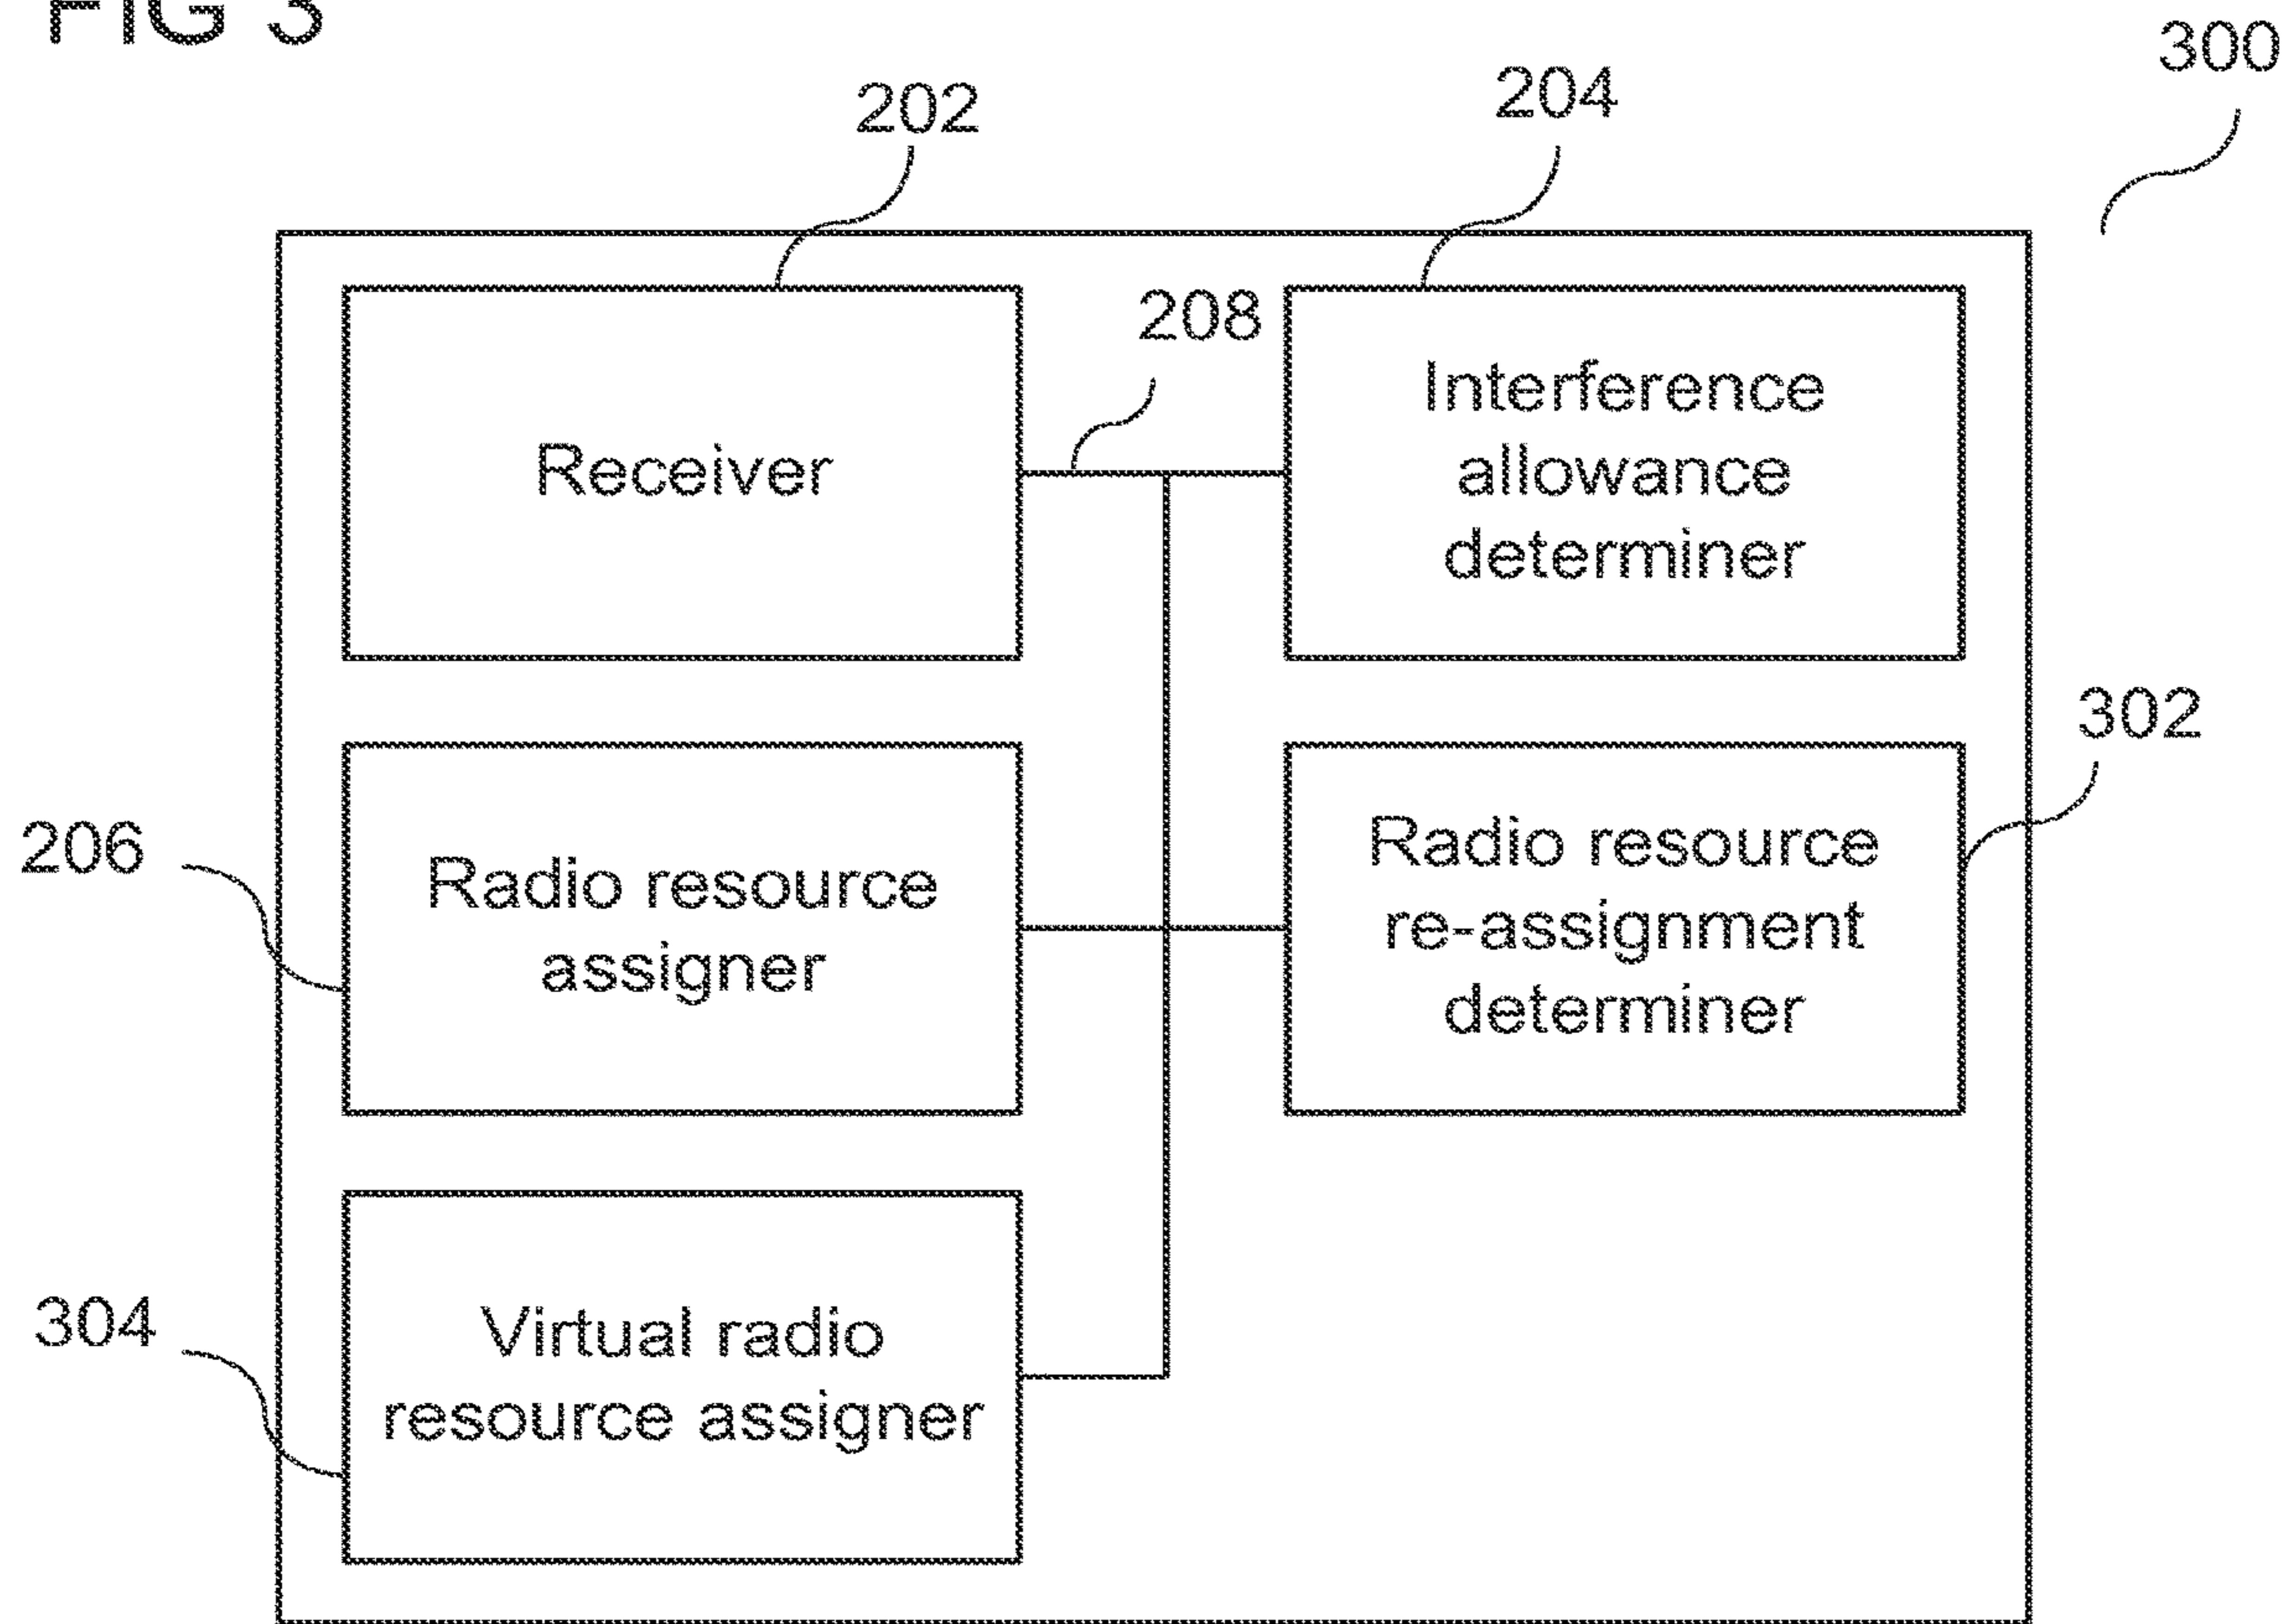 FIG 3
300
202
204
208
Receiver
Interference
allowance
determiner
302
206
Radio resource
assigner
Radio resource
re-assignment
determiner
304
Virtual radio
resource assigner